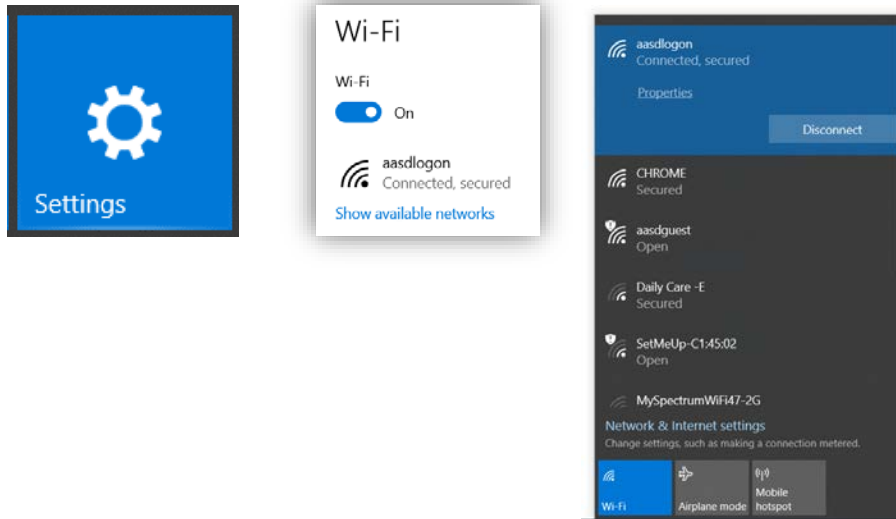 Settings
Wi-Fi
Wi-Fi
On
aasdlogon
Connected, secured
Show available networks
aasdlogon
Connected, secured
Properties
Disconnect
CHROME
Secured
aasdguest
Open
Daily Care -E
Secured
SetMeUp-C1:45:02
Open
MySpectrumWiFi47-2G
Network & Internet settings
Change settings, such as making a connection metered.
Wi-Fi
Airplane mode
Mobile
hotspot